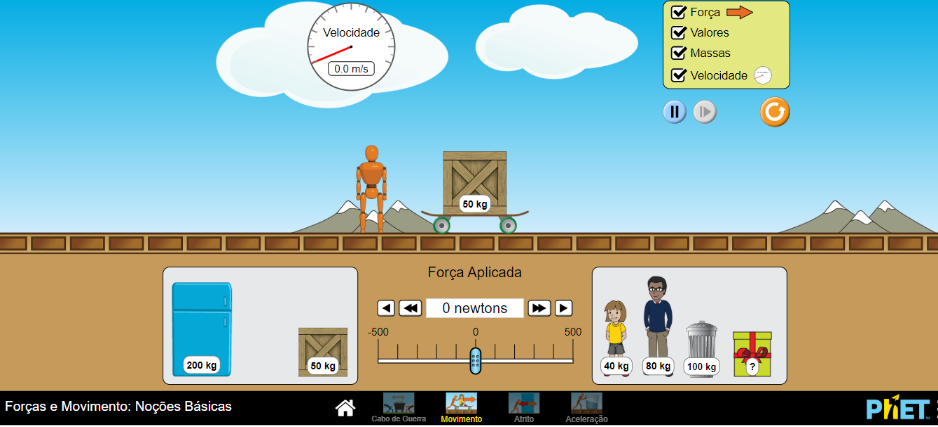 Velocidade
0.0 m/s
Força
Valores
Massas
Velocidade
50 kg
Força Aplicada
0 newtons
-500 0 500
200 kg
50 kg
40 kg
80 kg
100 kg
?
Forças e Movimento: Noções Básicas
Cabo de Guerra
Movimento
Atrito
Aceleração
PhET